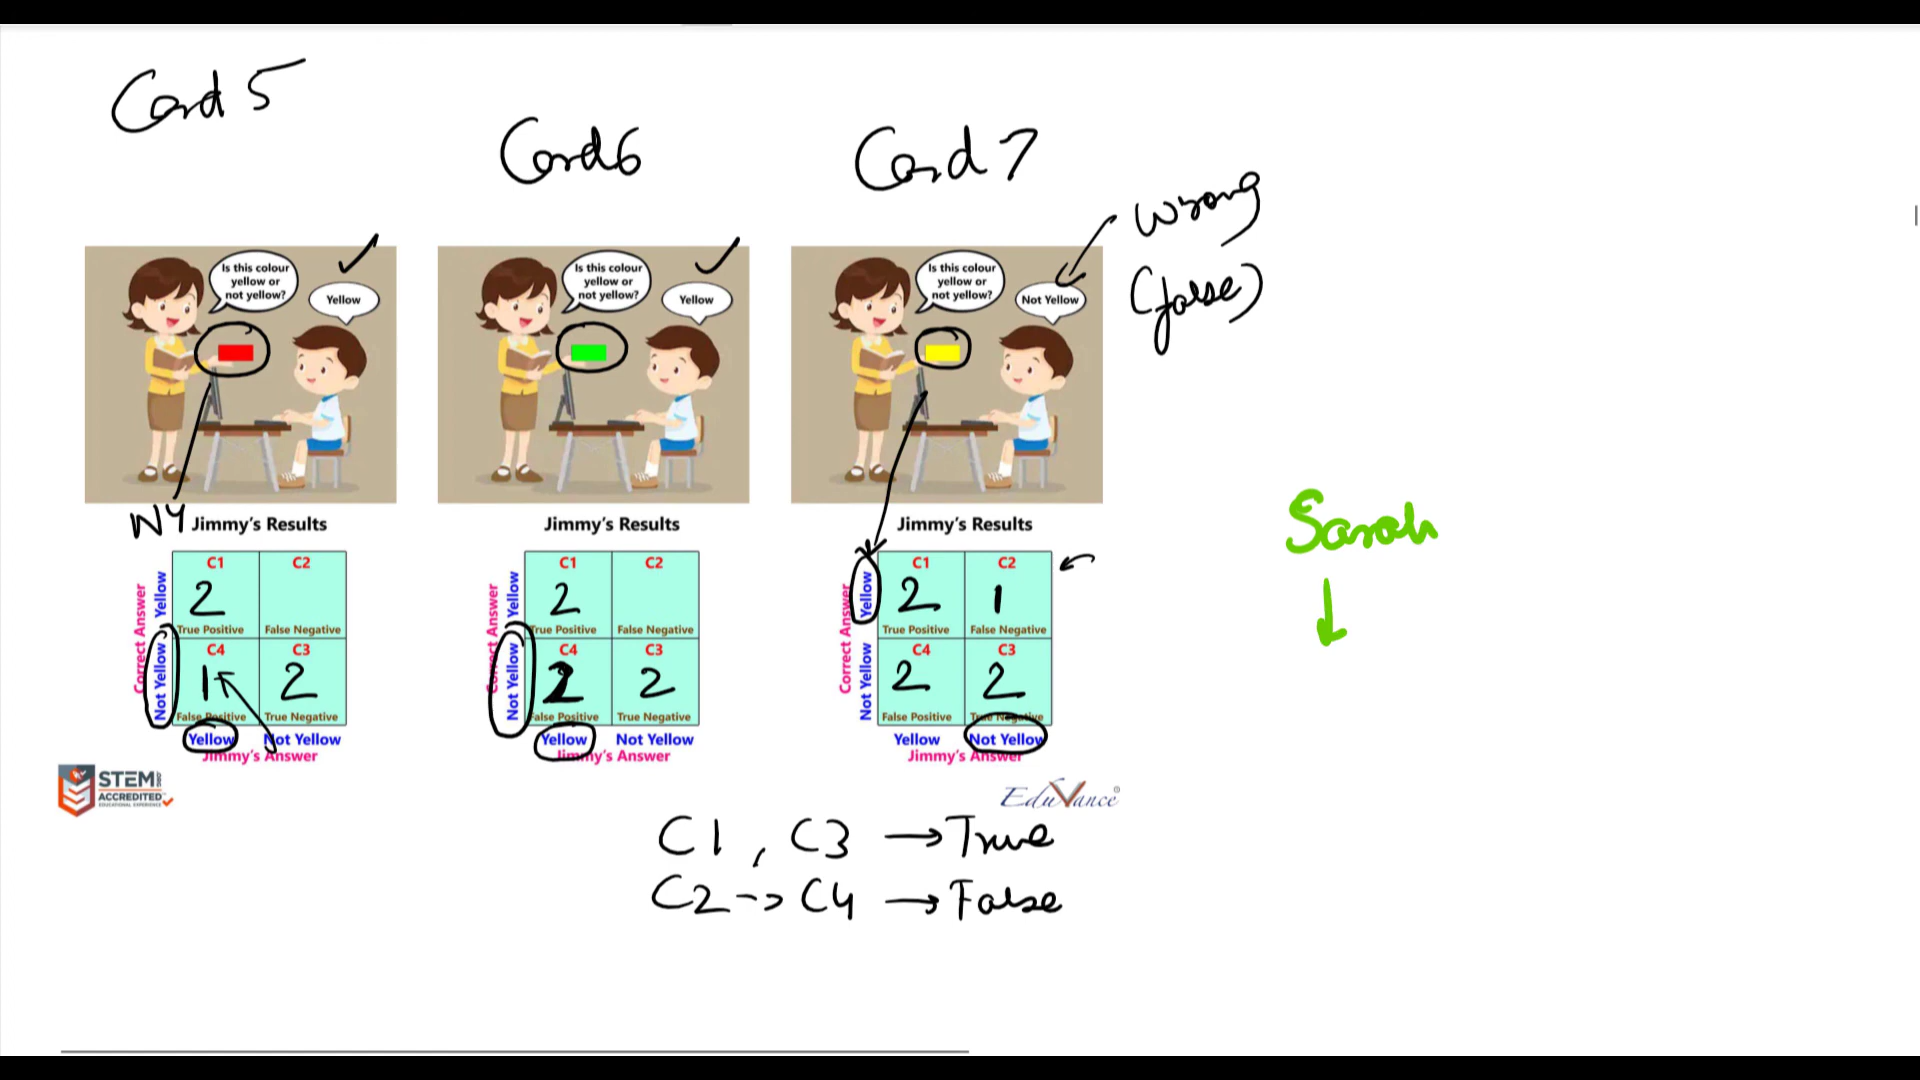 Card 5
Card 6
Card 7
Wrong
(false)
Is this colour
yellow or
not yellow?
Yellow
Is this colour
yellow or
not yellow?
Yellow
Is this colour
yellow or
not yellow?
Not Yellow
Sarah
NY
Jimmy's Results
C1
2
True Positive
C2
False Negative
C4
1
False Positive
C3
2
True Negative
Correct Answer
Yellow
Not Yellow
Yellow
Not Yellow
Jimmy's Answer
Jimmy's Results
C1
2
True Positive
C2
False Negative
C4
2
False Positive
C3
2
True Negative
Correct Answer
Yellow
Not Yellow
Yellow
Not Yellow
Jimmy's Answer
Jimmy's Results
C1
2
True Positive
C2
1
False Negative
C4
2
False Positive
C3
2
True Negative
Correct Answer
Yellow
Not Yellow
Yellow
Not Yellow
Jimmy's Answer
STEM
ACCREDITED
EDUCATIONAL EXPERIENCE
EduVance
C1, C3 → True
C2 -> C4 → False